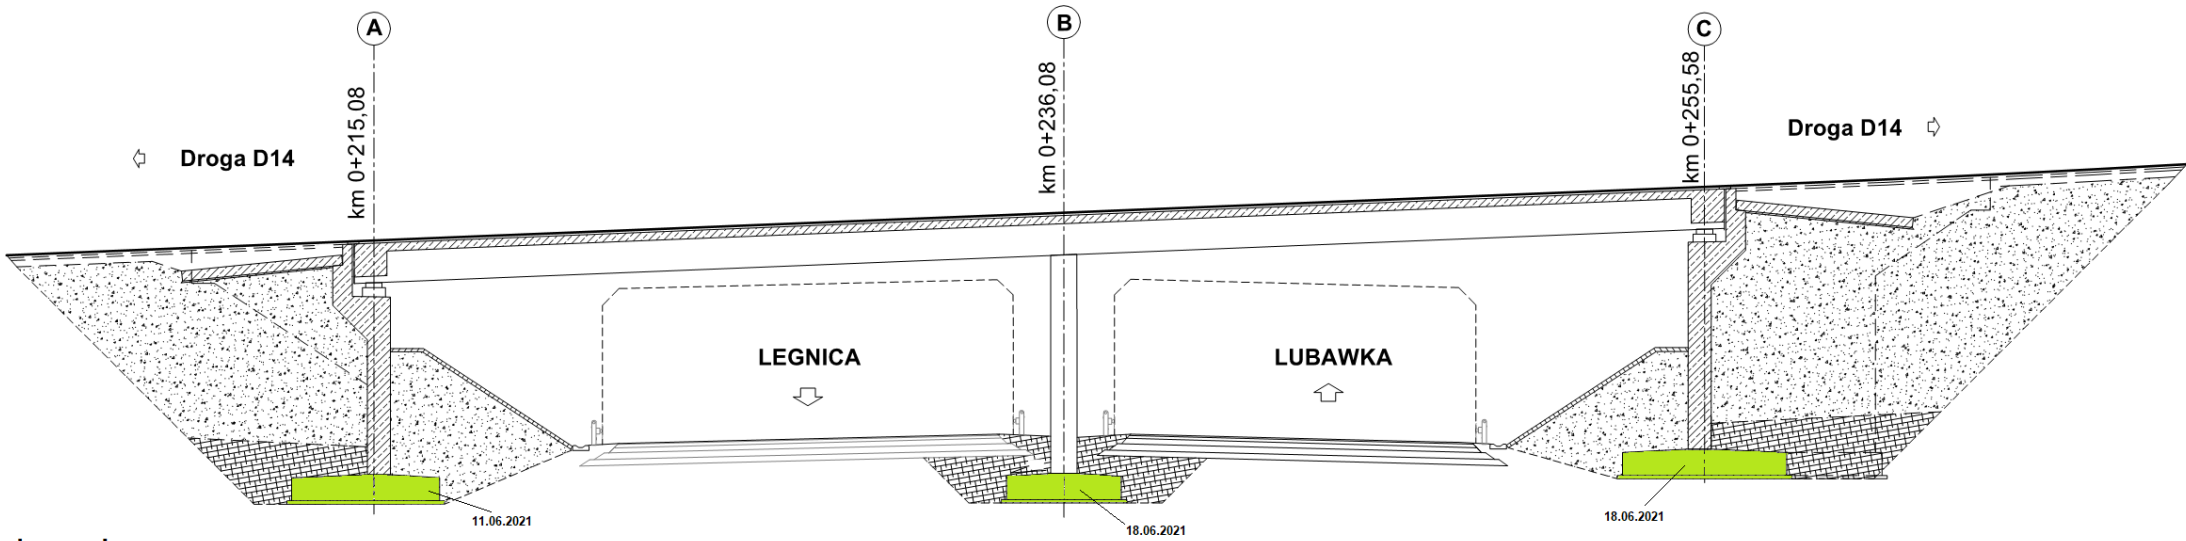 A
B
C
km 0+215,08
km 0+236,08
km 0+255,58
Droga D14
Droga D14
LEGNICA
LUBAWKA
11.06.2021
18.06.2021
18.06.2021